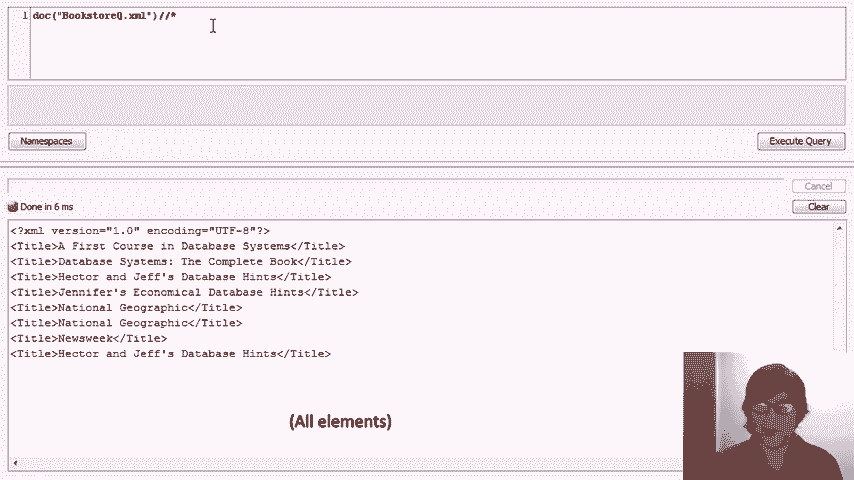 1 doc("BookstoreQ.xml")//*
Namespaces
Execute Query
Cancel
Done in 6 ms
Clear
<?xml version="1.0" encoding="UTF-8"?>
<Title>A First Course in Database Systems</Title>
<Title>Database Systems: The Complete Book</Title>
<Title>Hector and Jeff's Database Hints</Title>
<Title>Jennifer's Economical Database Hints</Title>
<Title>National Geographic</Title>
<Title>National Geographic</Title>
<Title>Newsweek</Title>
<Title>Hector and Jeff's Database Hints</Title>
(All elements)